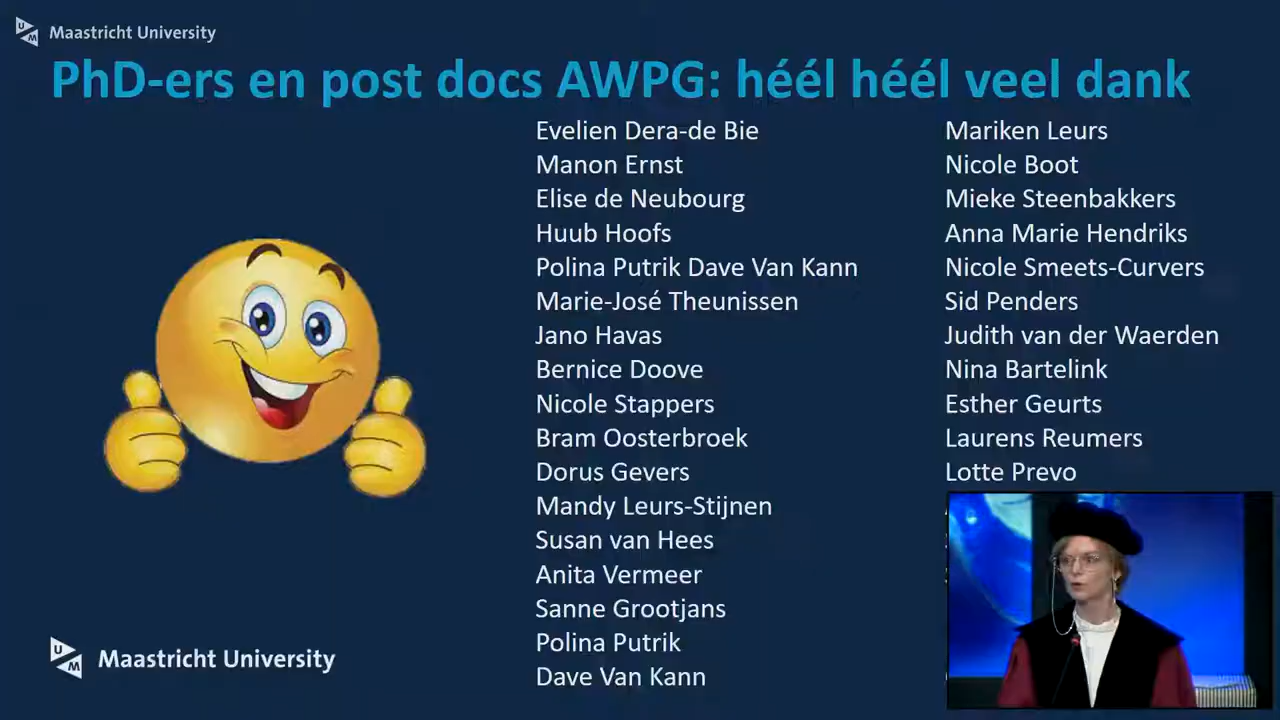 Maastricht University
PhD-ers en post docs AWPG: héél héél veel dank
Evelien Dera-de Bie
Manon Ernst
Elise de Neubourg
Huub Hoofs
Polina Putrik Dave Van Kann
Marie-José Theunissen
Jano Havas
Bernice Doove
Nicole Stappers
Bram Oosterbroek
Dorus Gevers
Mandy Leurs-Stijnen
Susan van Hees
Anita Vermeer
Sanne Grootjans
Polina Putrik
Dave Van Kann
Mariken Leurs
Nicole Boot
Mieke Steenbakkers
Anna Marie Hendriks
Nicole Smeets-Curvers
Sid Penders
Judith van der Waerden
Nina Bartelink
Esther Geurts
Laurens Reumers
Lotte Prevo
UM
Maastricht University